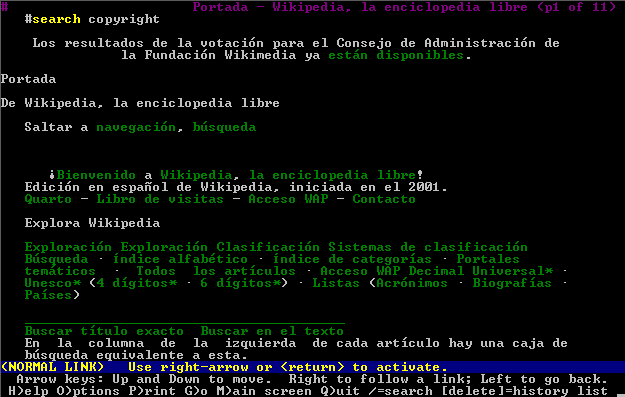 # Portada - Wikipedia, la enciclopedia libre (p1 of 11)
#search copyright
Los resultados de la votación para el Consejo de Administración de
la Fundación Wikimedia ya están disponibles.
Portada
De Wikipedia, la enciclopedia libre
Saltar a navegación, búsqueda
¡Bienvenido a Wikipedia, la enciclopedia libre!
Edición en español de Wikipedia, iniciada en el 2001.
Quarto - Libro de visitas - Acceso WAP - Contacto
Explora Wikipedia
Exploración Exploración Clasificación Sistemas de clasificación
Búsqueda · Índice alfabético · Índice de categorías · Portales
temáticos · Todos los artículos · Acceso WAP Decimal Universal* ·
Unesco* (4 dígitos* · 6 dígitos*) · Listas (Acrónimos · Biografías ·
Países)
Buscar título exacto Buscar en el texto
En la columna de la izquierda de cada artículo hay una caja de
búsqueda equivalente a esta.
(NORMAL LINK) Use right-arrow or <return> to activate.
Arrow keys: Up and Down to move. Right to follow a link; Left to go back.
H)elp O)ptions P)rint G)o M)ain screen Q)uit /=search [delete]=history list